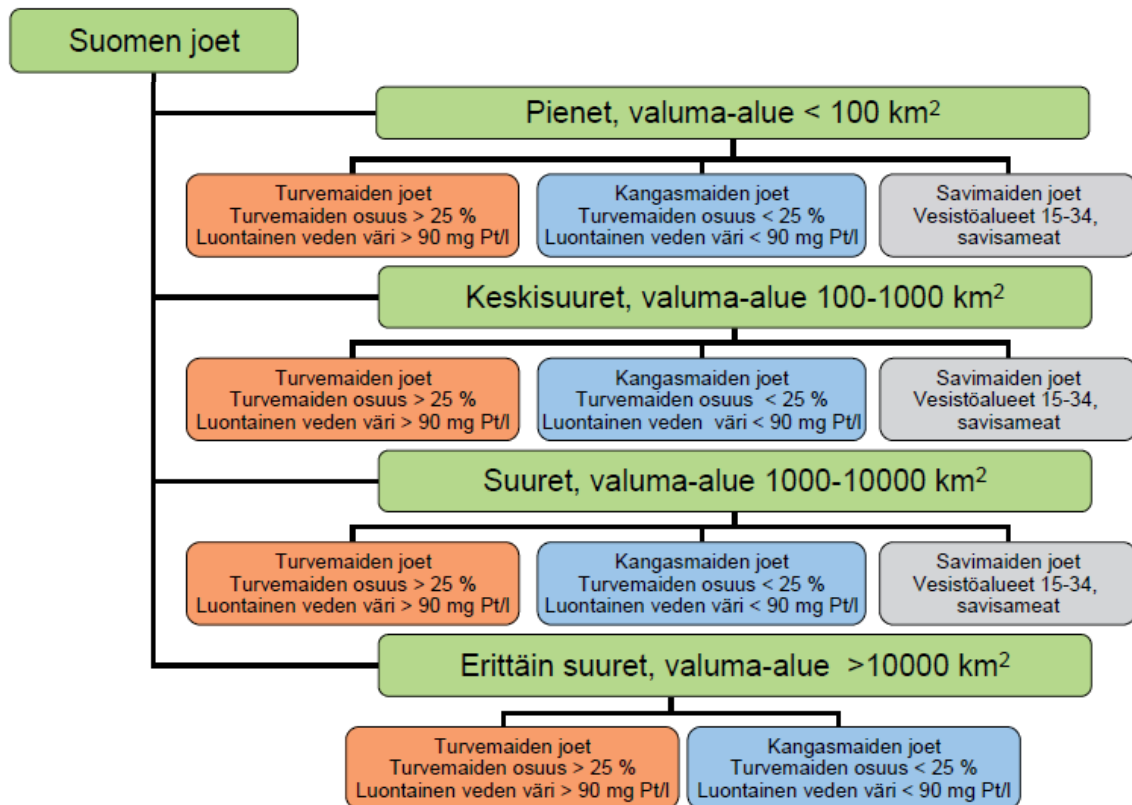 Suomen joet
Pienet, valuma-alue < 100 km²
Turvemaiden joet
Turvemaiden osuus > 25 %
Luontainen veden väri > 90 mg Pt/l
Kangasmaiden joet
Turvemaiden osuus < 25 %
Luontainen veden väri < 90 mg Pt/l
Savimaiden joet
Vesistöalueet 15-34,
savisameat
Keskisuuret, valuma-alue 100-1000 km²
Turvemaiden joet
Turvemaiden osuus > 25 %
Luontainen veden väri > 90 mg Pt/l
Kangasmaiden joet
Turvemaiden osuus < 25 %
Luontainen veden väri < 90 mg Pt/l
Savimaiden joet
Vesistöalueet 15-34,
savisameat
Suuret, valuma-alue 1000-10000 km²
Turvemaiden joet
Turvemaiden osuus > 25 %
Luontainen veden väri > 90 mg Pt/l
Kangasmaiden joet
Turvemaiden osuus < 25 %
Luontainen veden väri < 90 mg Pt/l
Savimaiden joet
Vesistöalueet 15-34,
savisameat
Erittäin suuret, valuma-alue >10000 km²
Turvemaiden joet
Turvemaiden osuus > 25 %
Luontainen veden väri > 90 mg Pt/l
Kangasmaiden joet
Turvemaiden osuus < 25 %
Luontainen veden väri < 90 mg Pt/l